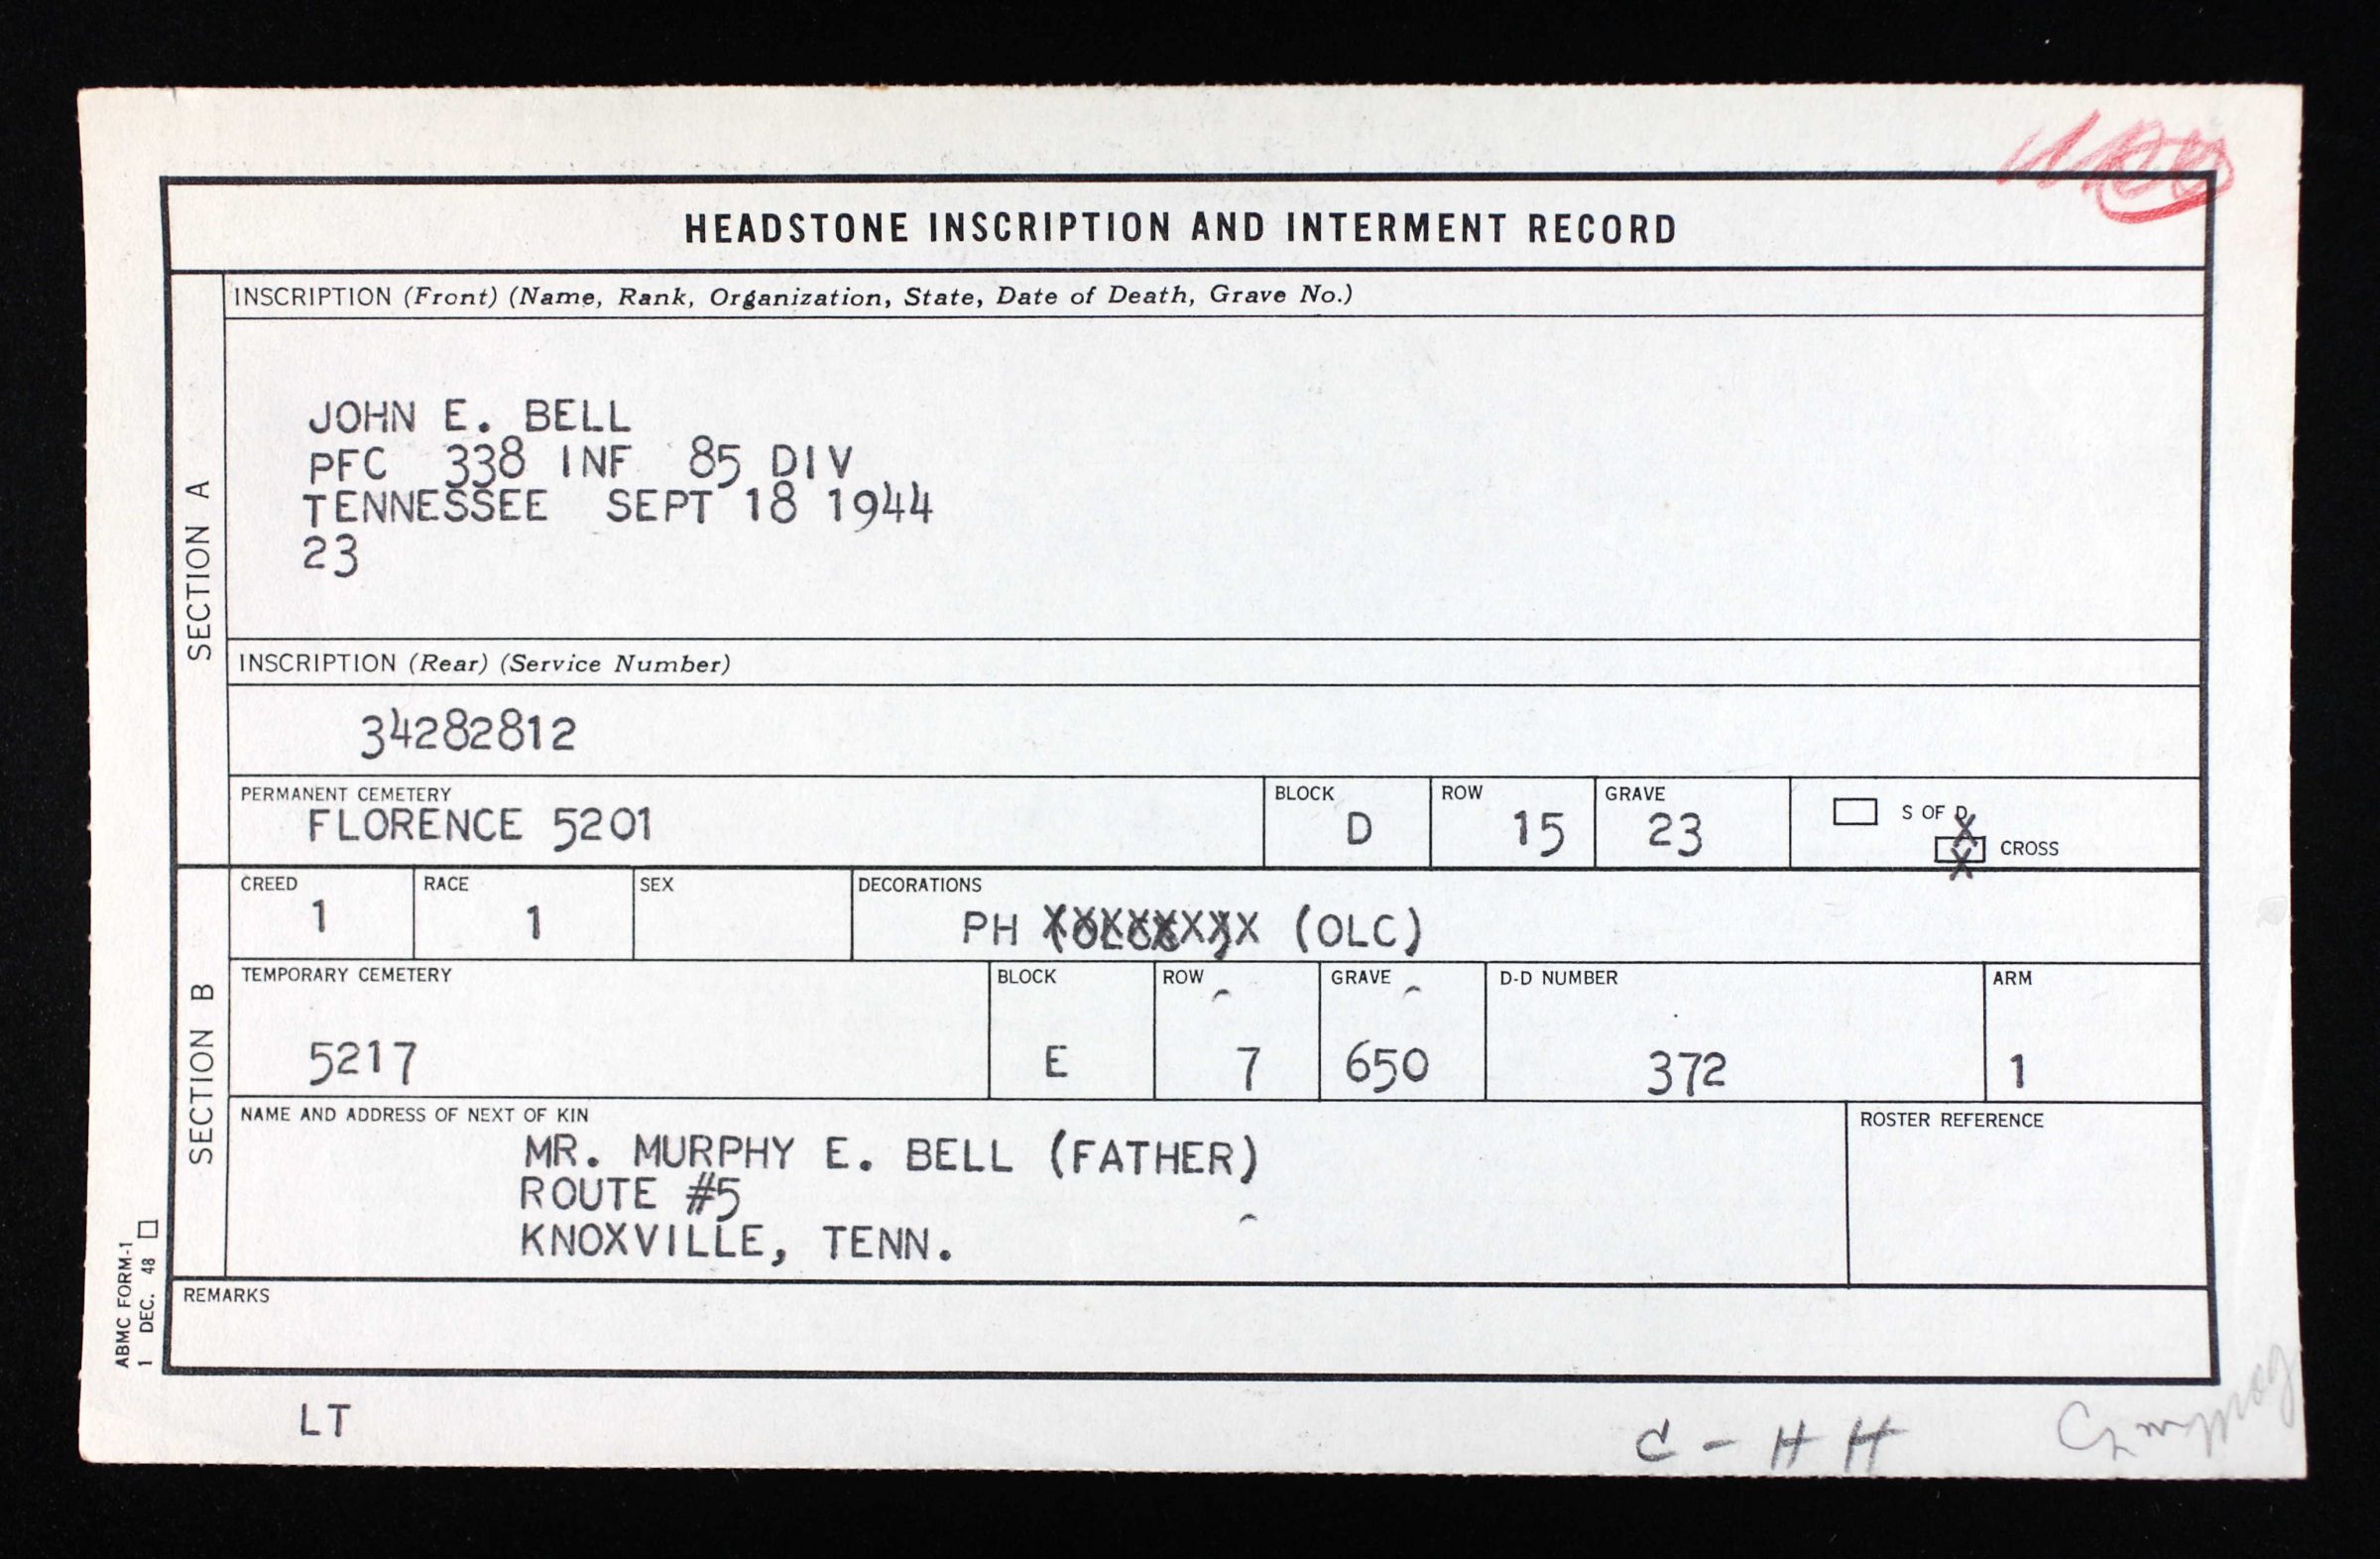 HEADSTONE INSCRIPTION AND INTERMENT RECORD
SECTION A
INSCRIPTION (Front) (Name, Rank, Organization, State, Date of Death, Grave No.)
JOHN E. BELL
PFC 338 INF 85 DIV
TENNESSEE SEPT 18 1944
23
INSCRIPTION (Rear) (Service Number)
34282812
PERMANENT CEMETERY BLOCK ROW GRAVE
FLORENCE 5201 D 15 23
S OF D
X CROSS
SECTION B
CREED RACE SEX DECORATIONS
1 1 PH (OLC)
TEMPORARY CEMETERY BLOCK ROW GRAVE D-D NUMBER ARM
5217 E 7 650 372 1
NAME AND ADDRESS OF NEXT OF KIN ROSTER REFERENCE
MR. MURPHY E. BELL (FATHER)
ROUTE #5
KNOXVILLE, TENN.
REMARKS
ABMC FORM-1
1 DEC. 48
LT
C - H H